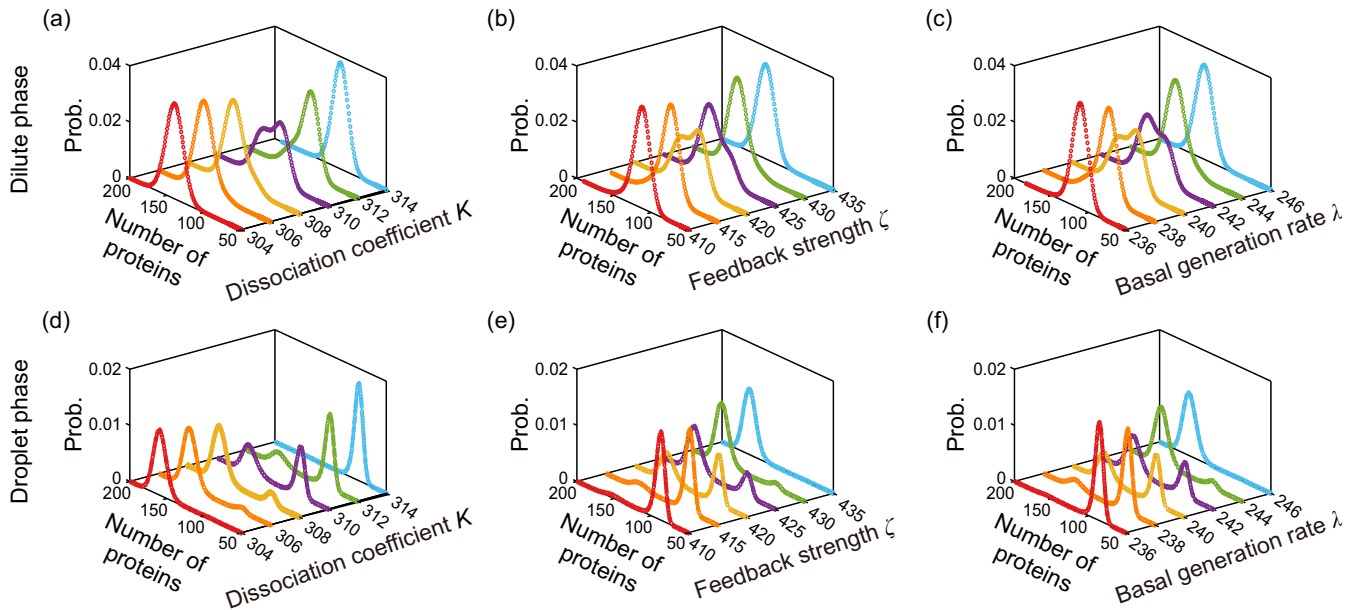 (a)
(b)
(c)
Dilute phase
Prob.
0.04
0.02
0
200
150
100
50
Number of
proteins
304
306
308
310
312
314
Dissociation coefficient K
Prob.
0.04
0.02
0
200
150
100
50
Number of
proteins
410
415
420
425
430
435
Feedback strength ζ
Prob.
0.04
0.02
0
200
150
100
50
Number of
proteins
236
238
240
242
244
246
Basal generation rate λ
(d)
(e)
(f)
Droplet phase
Prob.
0.02
0.01
0
200
150
100
50
Number of
proteins
304
306
308
310
312
314
Dissociation coefficient K
Prob.
0.02
0.01
0
200
150
100
50
Number of
proteins
410
415
420
425
430
435
Feedback strength ζ
Prob.
0.02
0.01
0
200
150
100
50
Number of
proteins
236
238
240
242
244
246
Basal generation rate λ